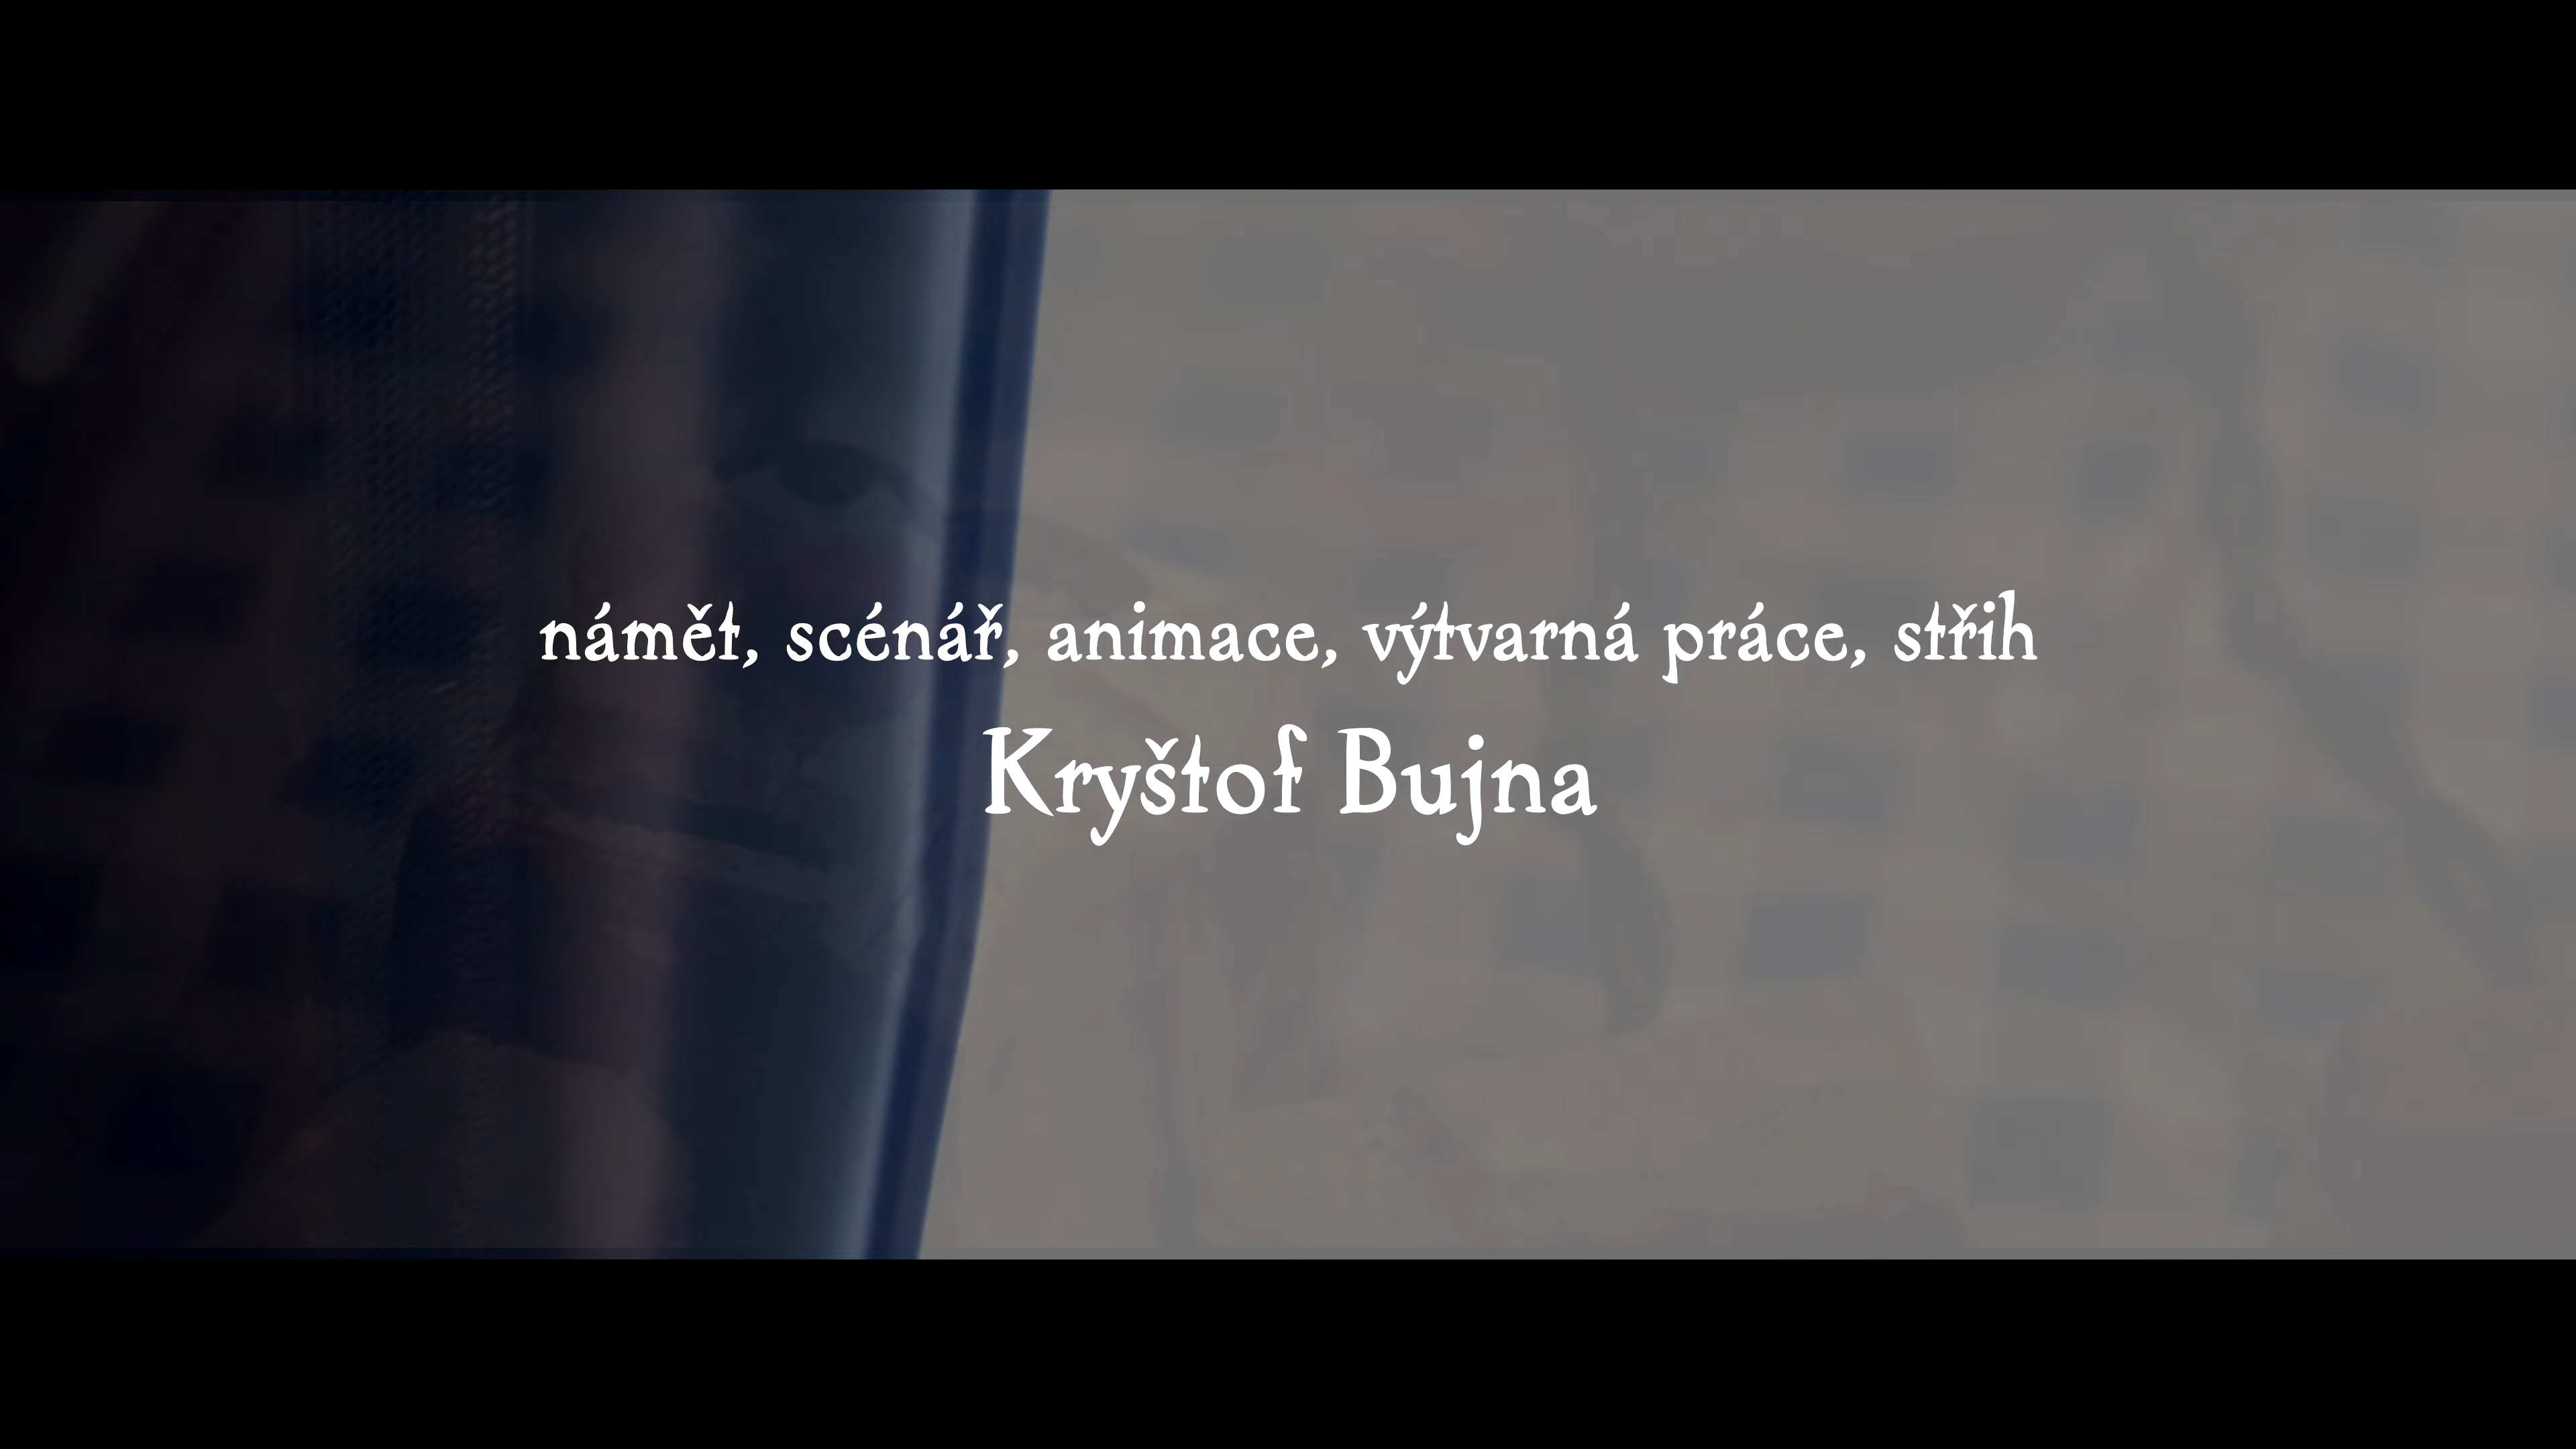 námět, scénář, animace, výtvarná práce, střih
Kryštof Bujna